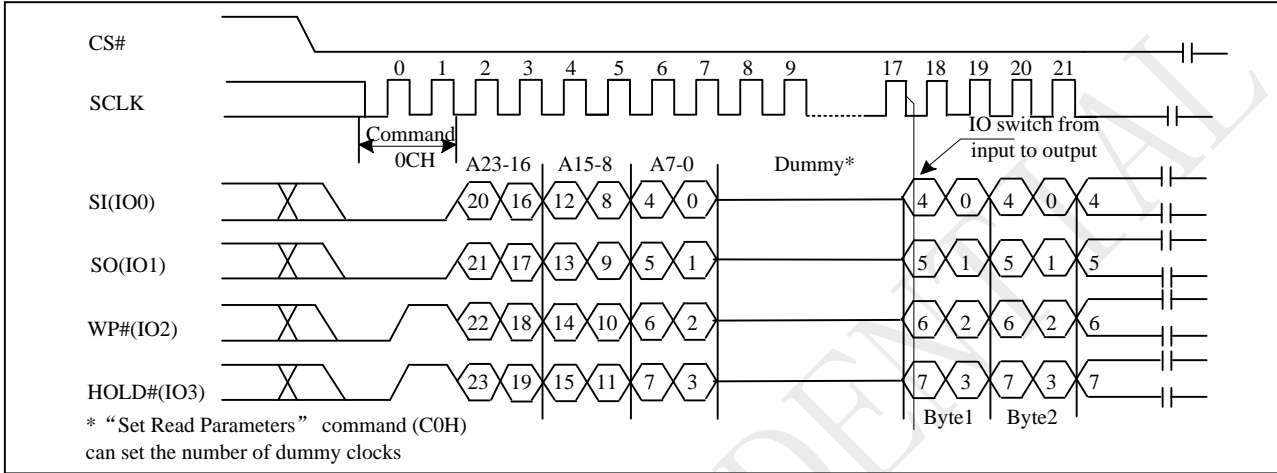 CS#
0 1 2 3 4 5 6 7 8 9 17 18 19 20 21
SCLK
Command
0CH
IO switch from
input to output
A23-16 A15-8 A7-0 Dummy*
SI(IO0) 20 16 12 8 4 0 4 0 4 0 4
SO(IO1) 21 17 13 9 5 1 5 1 5 1 5
WP#(IO2) 22 18 14 10 6 2 6 2 6 2 6
HOLD#(IO3) 23 19 15 11 7 3 7 3 7 3 7
Byte1 Byte2
* “Set Read Parameters” command (C0H)
can set the number of dummy clocks
DENTIAL